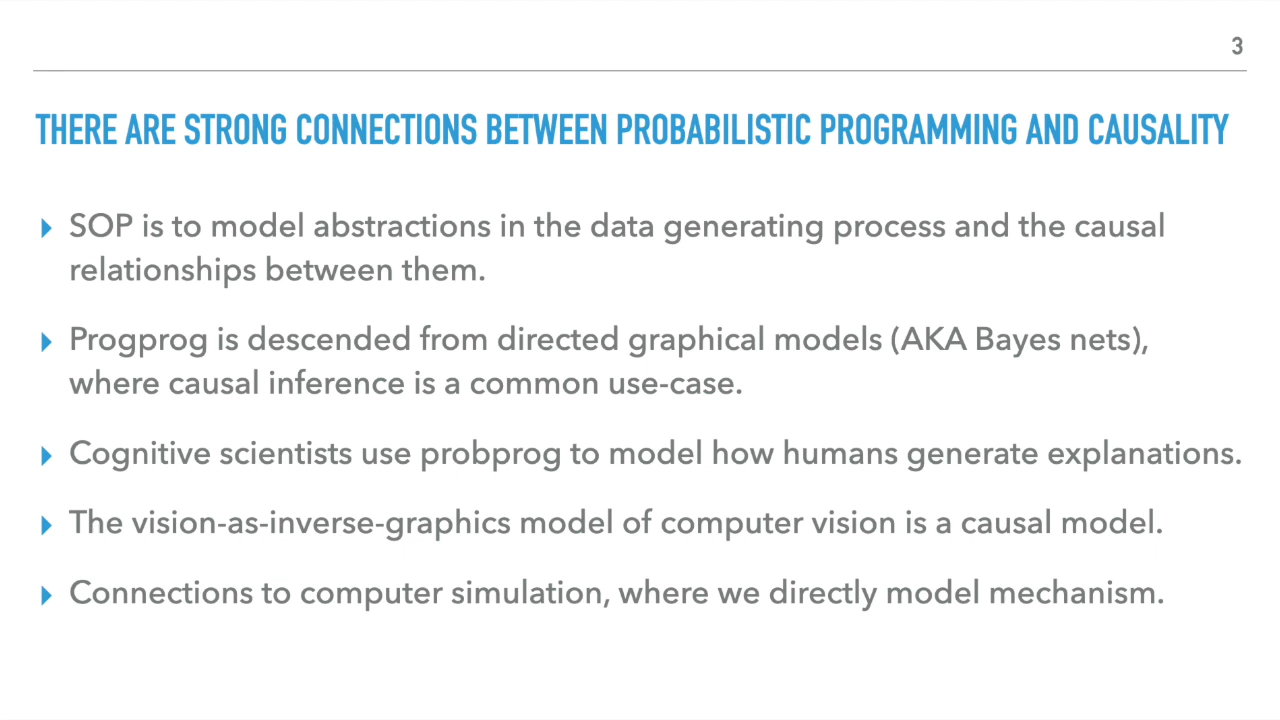 3
THERE ARE STRONG CONNECTIONS BETWEEN PROBABILISTIC PROGRAMMING AND CAUSALITY
SOP is to model abstractions in the data generating process and the causal
relationships between them.
Progprog is descended from directed graphical models (AKA Bayes nets),
where causal inference is a common use-case.
Cognitive scientists use probprog to model how humans generate explanations.
The vision-as-inverse-graphics model of computer vision is a causal model.
Connections to computer simulation, where we directly model mechanism.